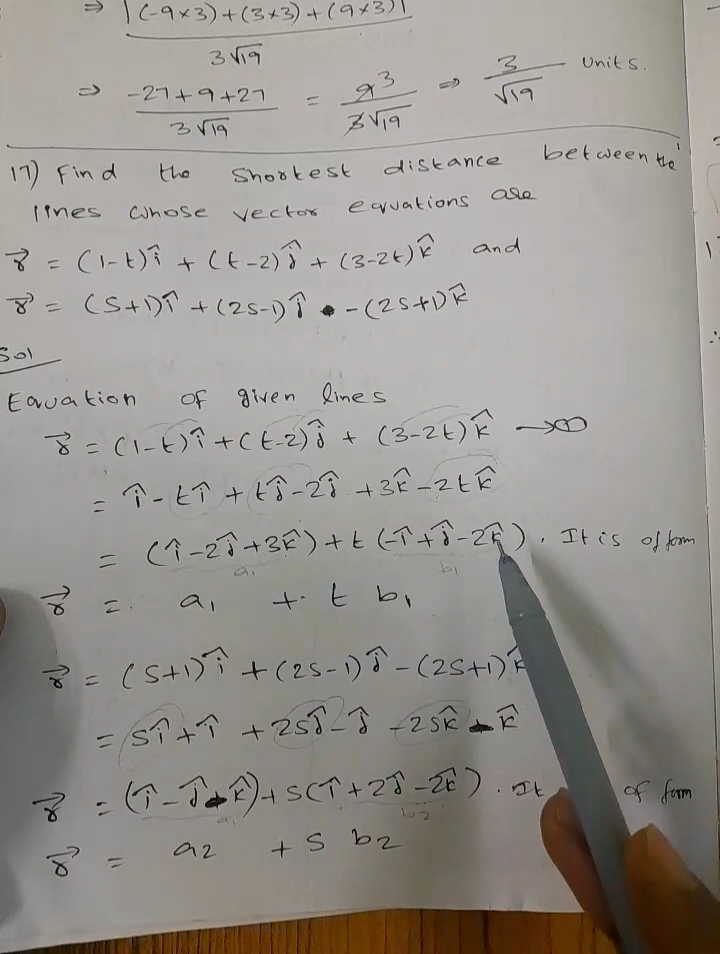 ⇒ |(-9×3)+(3×3)+(9×3)|
3√19
⇒ -27+9+27 / 3√19 = 9 3 / 3√19 ⇒ 3/√19 units.
17) Find the shortest distance between the
lines whose vector equations are
r⃗ = (1-t)î + (t-2)ĵ + (3-2t)k̂ and
r⃗ = (S+1)î + (2S-1)ĵ - (2S+1)k̂
Sol
Equation of given lines
r⃗ = (1-t)î + (t-2)ĵ + (3-2t)k̂ → ①
= î - tî + tĵ - 2ĵ + 3k̂ - 2tk̂
= (î - 2ĵ + 3k̂) + t (-î + ĵ - 2k̂). It is of form
a₁ b₁
r⃗ = a₁ + t b₁
r⃗ = (S+1)î + (2S-1)ĵ - (2S+1)k̂
= Sî + î + 2Sĵ - ĵ - 2Sk̂ - k̂
r⃗ = (î - ĵ - k̂) + S(î + 2ĵ - 2k̂). It of form
a₁ b₂
r⃗ = a₂ + S b₂